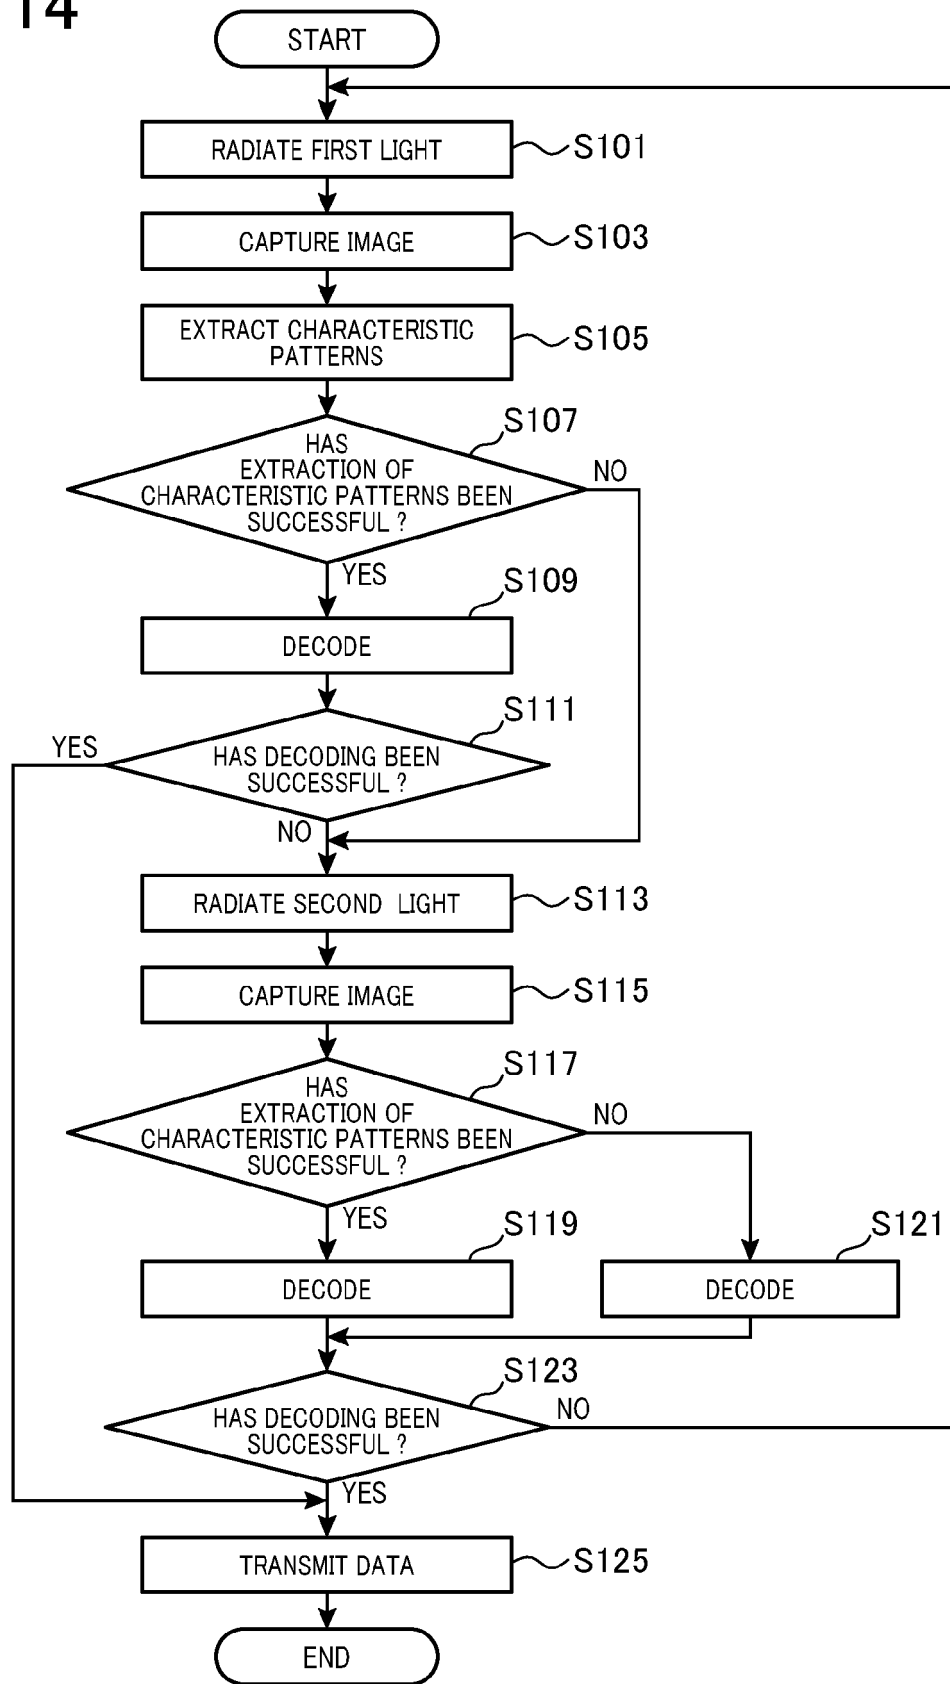 14
START
RADIATE FIRST LIGHT
S101
CAPTURE IMAGE
S103
EXTRACT CHARACTERISTIC
PATTERNS
S105
S107
HAS
EXTRACTION OF
CHARACTERISTIC PATTERNS BEEN
SUCCESSFUL ?
NO
YES
S109
DECODE
S111
YES
HAS DECODING BEEN
SUCCESSFUL ?
NO
RADIATE SECOND LIGHT
S113
CAPTURE IMAGE
S115
S117
HAS
EXTRACTION OF
CHARACTERISTIC PATTERNS BEEN
SUCCESSFUL ?
NO
YES
S119
S121
DECODE
DECODE
S123
HAS DECODING BEEN
SUCCESSFUL ?
NO
YES
TRANSMIT DATA
S125
END